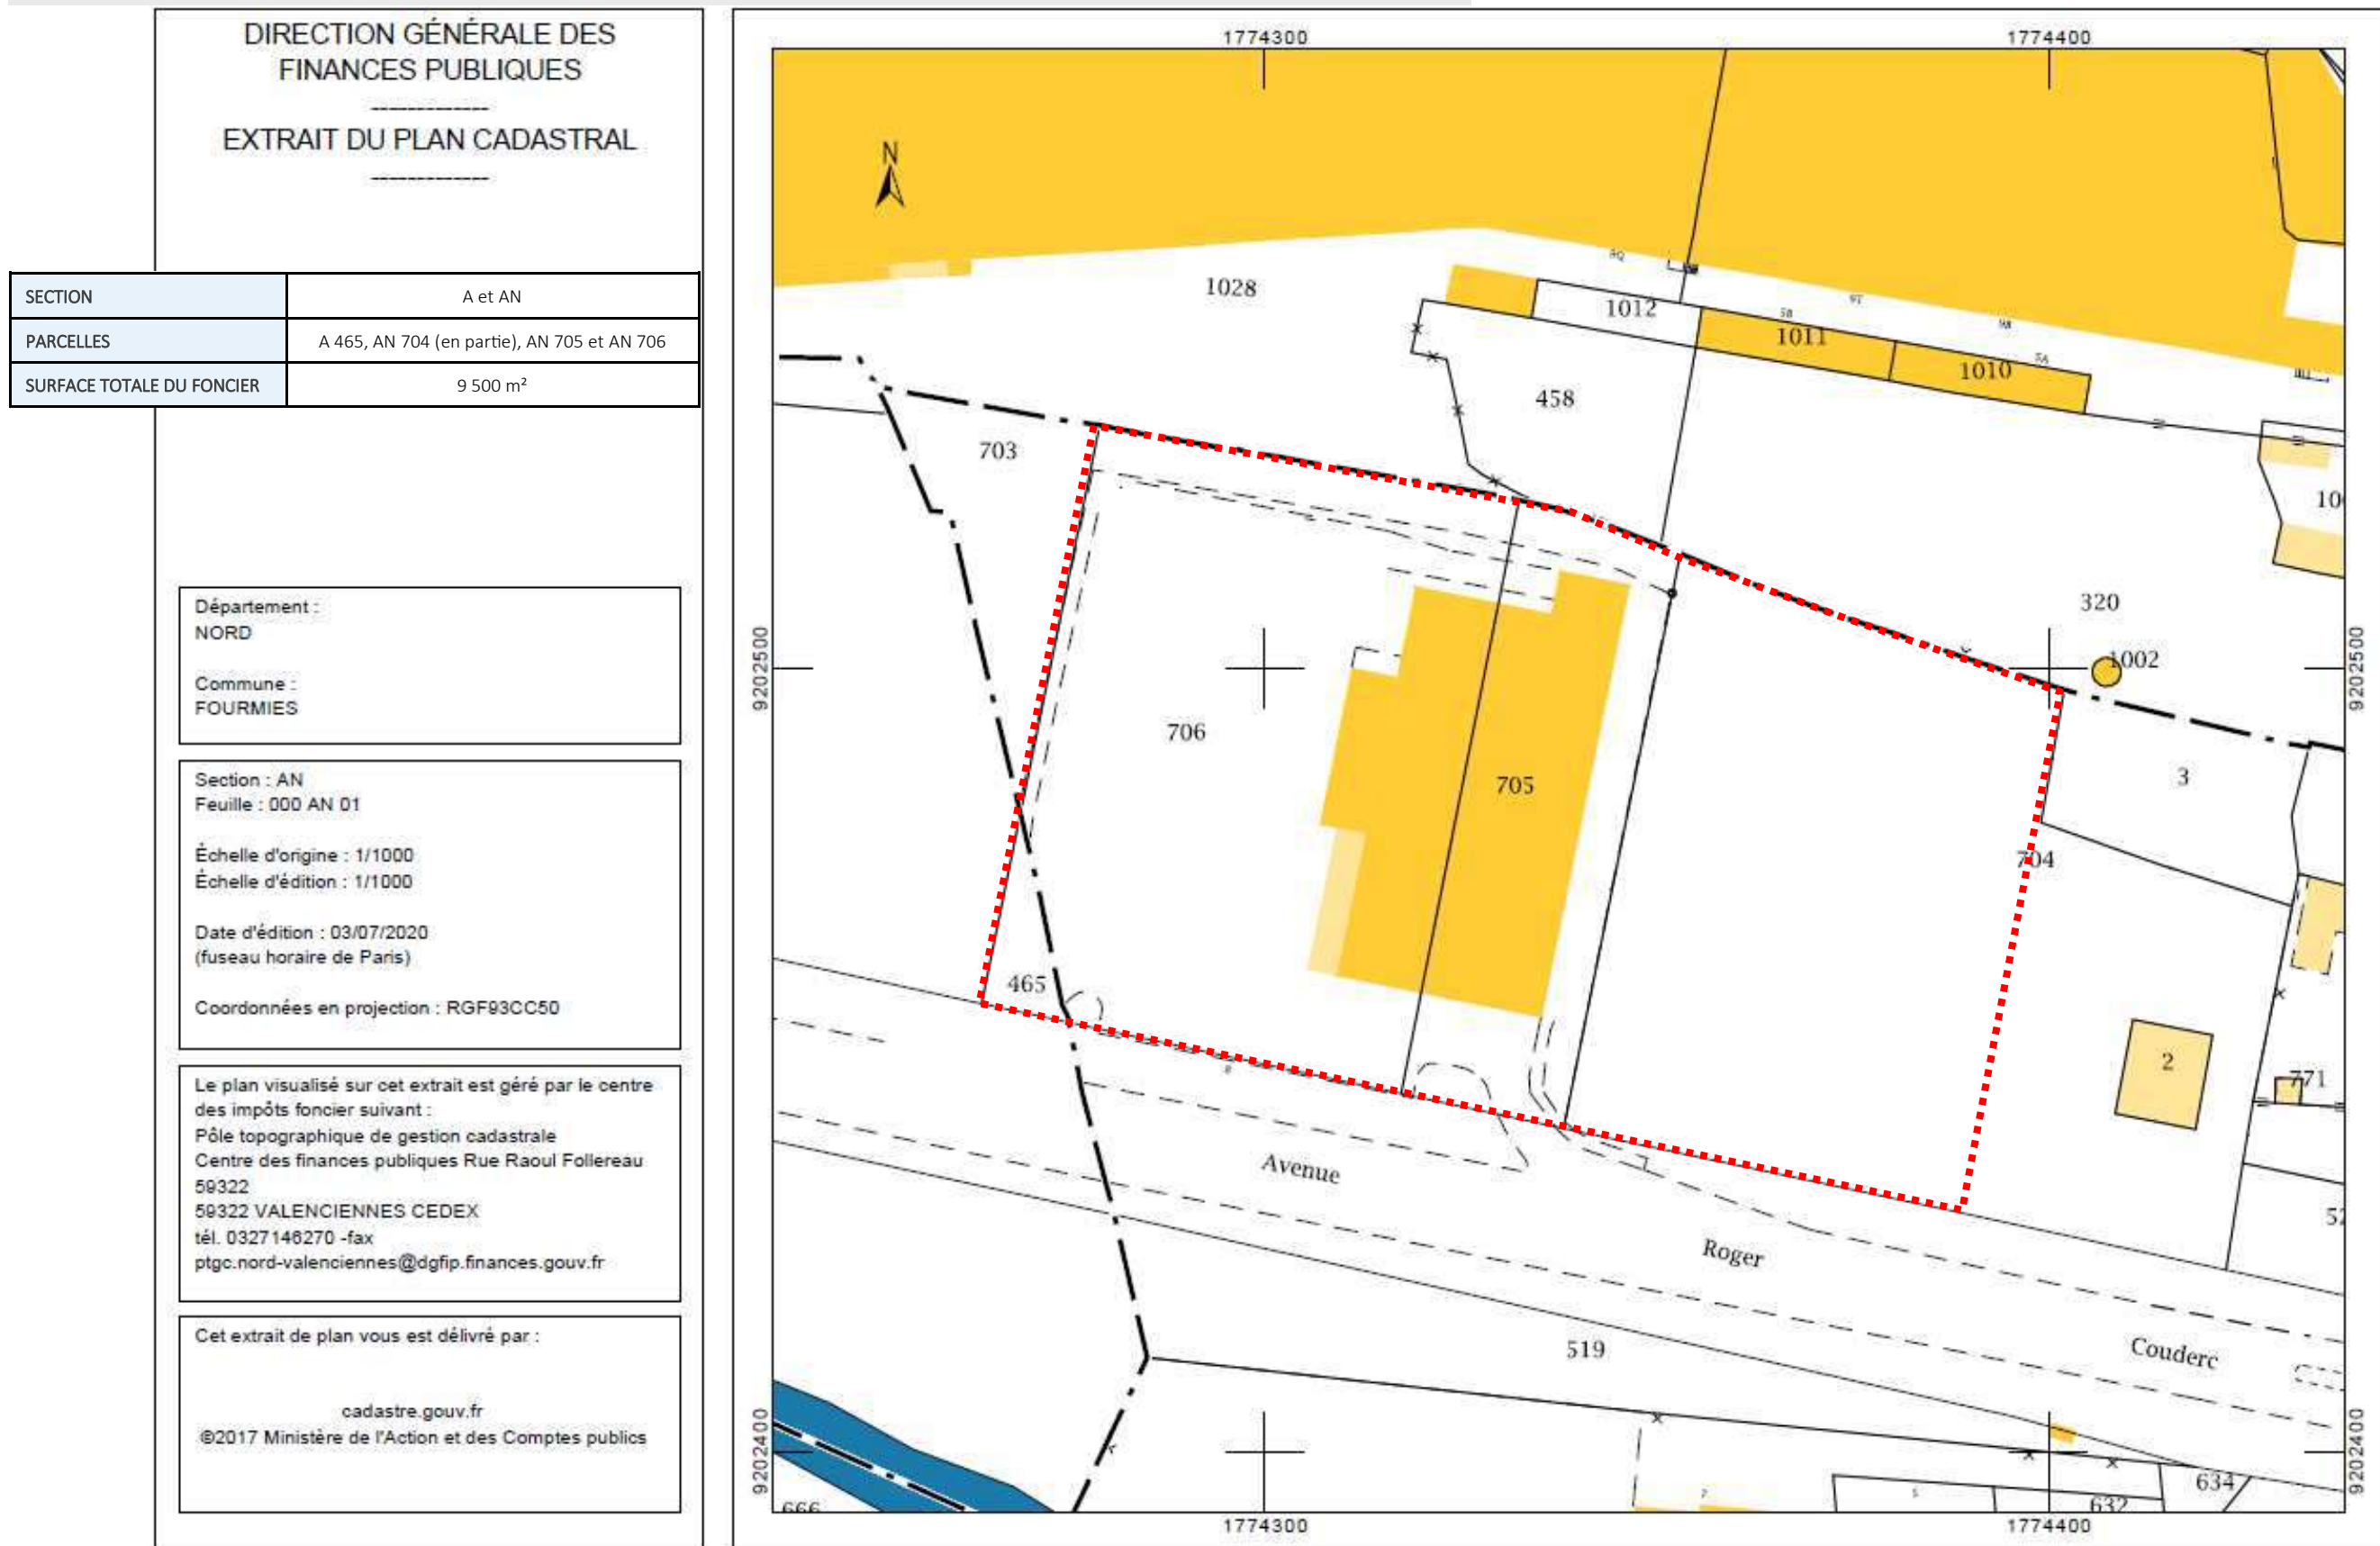 DIRECTION GÉNÉRALE DES
FINANCES PUBLIQUES
EXTRAIT DU PLAN CADASTRAL
SECTION
A et AN
PARCELLES
A 465, AN 704 (en partie), AN 705 et AN 706
SURFACE TOTALE DU FONCIER
9 500 m²
Département :
NORD
Commune :
FOURMIES
Section : AN
Feuille : 000 AN 01
Échelle d'origine : 1/1000
Échelle d'édition : 1/1000
Date d'édition : 03/07/2020
(fuseau horaire de Paris)
Coordonnées en projection : RGF93CC50
Le plan visualisé sur cet extrait est géré par le centre
des impôts foncier suivant :
Pôle topographique de gestion cadastrale
Centre des finances publiques Rue Raoul Follereau
59322
59322 VALENCIENNES CEDEX
tél. 0327146270 -fax
ptgc.nord-valenciennes@dgfip.finances.gouv.fr
Cet extrait de plan vous est délivré par :
cadastre.gouv.fr
©2017 Ministère de l'Action et des Comptes publics
1774300
1774400
N
1028
1012
1011
1010
458
703
10
320
1002
9202500
9202500
706
705
3
704
465
2
771
Avenue
Roger
Couderc
52
519
9202400
9202400
666
634
632
1774300
1774400